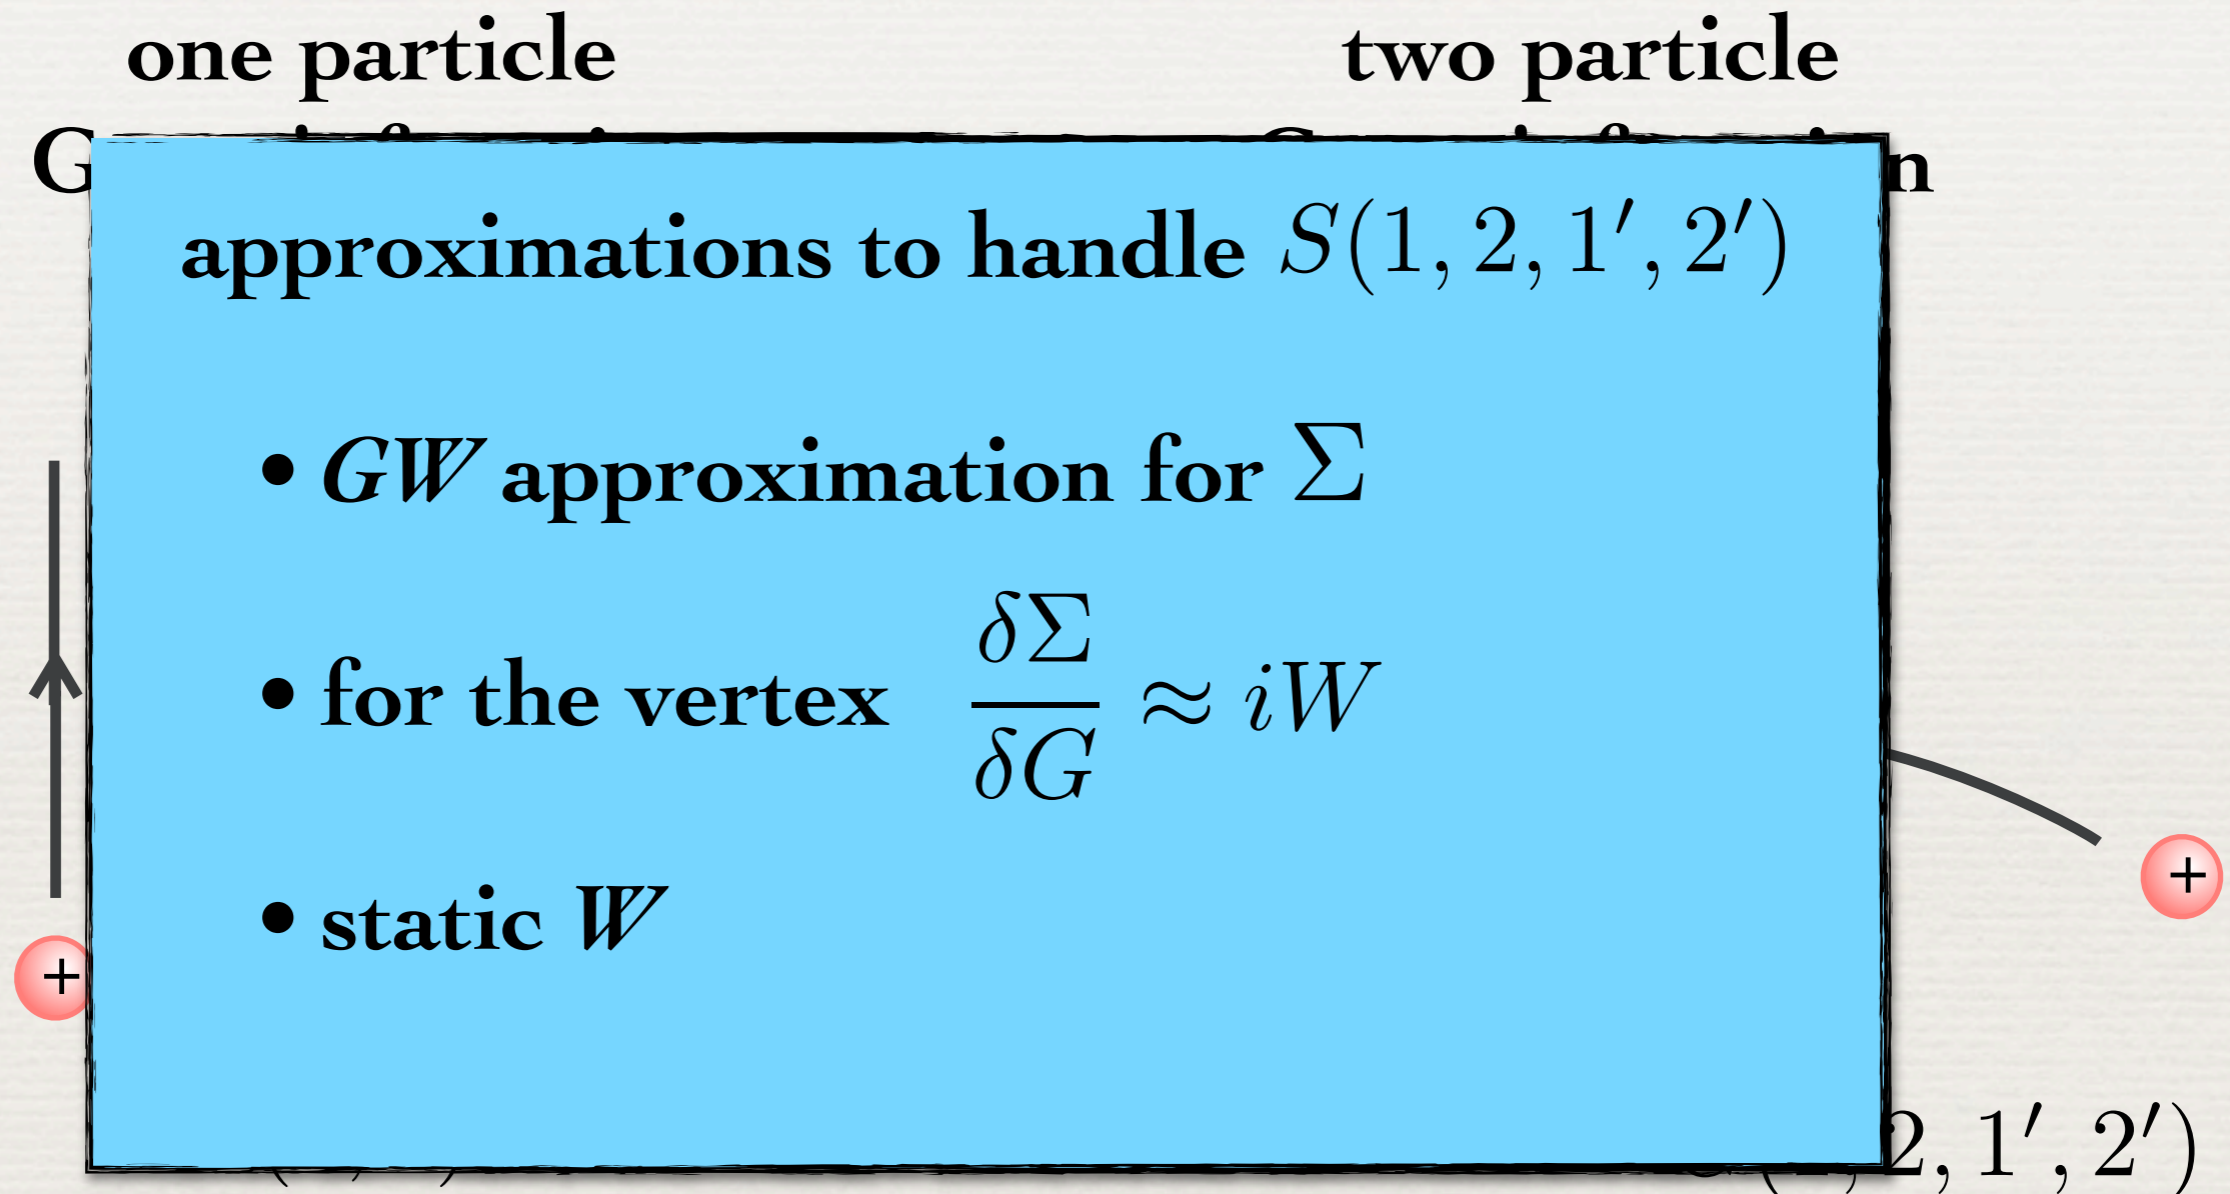 one particle
two particle
approximations to handle S(1, 2, 1′, 2′)
• GW approximation for Σ
• for the vertex δΣ/δG ≈ iW
• static W
+
+
2, 1′, 2′)